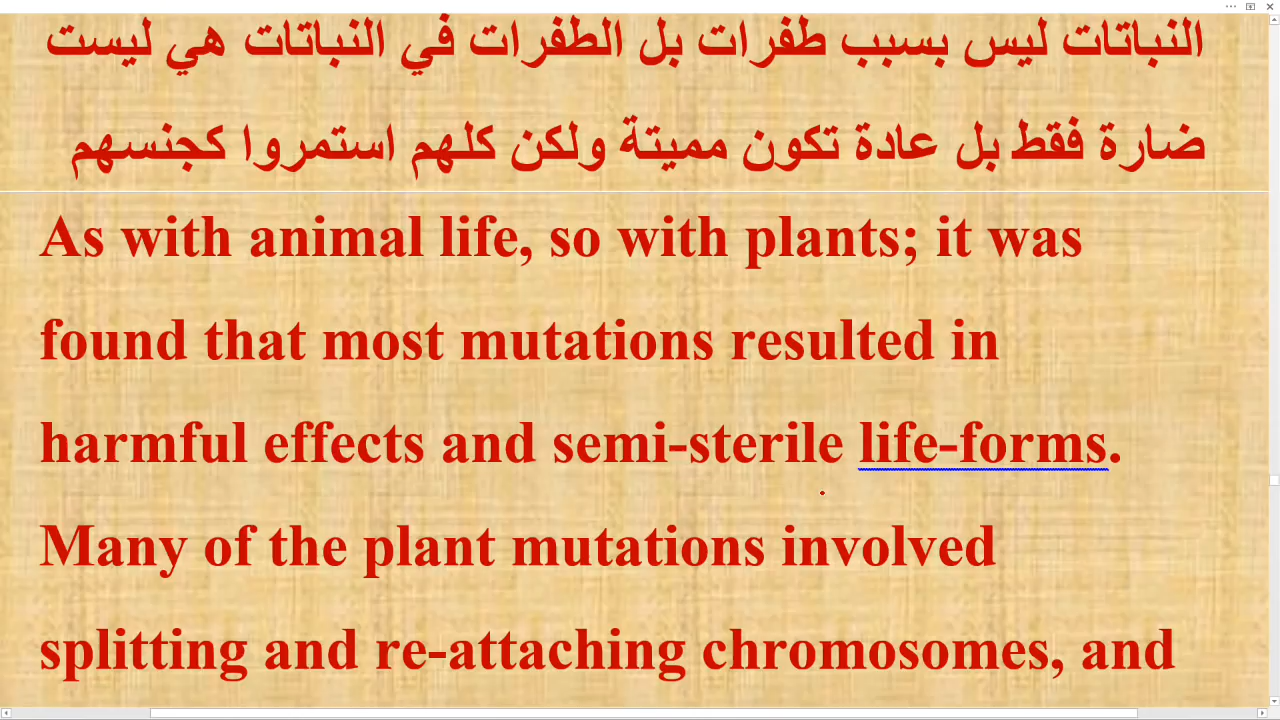 النباتات ليس بسبب طفرات بل الطفرات في النباتات هي ليست
ضارة فقط بل عادة تكون مميتة ولكن كلهم استمروا كجنسهم
As with animal life, so with plants; it was
found that most mutations resulted in
harmful effects and semi-sterile life-forms.
Many of the plant mutations involved
splitting and re-attaching chromosomes, and